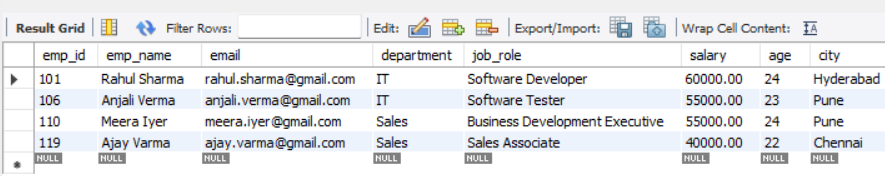 Result Grid Filter Rows: Edit: Export/Import: Wrap Cell Content: IA
emp_id emp_name email department job_role salary age city
101 Rahul Sharma rahul.sharma@gmail.com IT Software Developer 60000.00 24 Hyderabad
106 Anjali Verma anjali.verma@gmail.com IT Software Tester 55000.00 23 Pune
110 Meera Iyer meera.iyer@gmail.com Sales Business Development Executive 55000.00 24 Pune
119 Ajay Varma ajay.varma@gmail.com Sales Sales Associate 40000.00 22 Chennai
NULL NULL NULL NULL NULL NULL NULL NULL